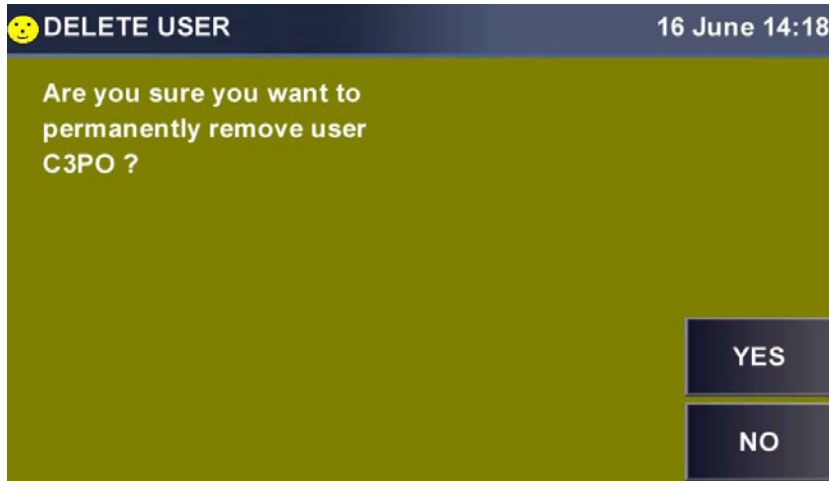 DELETE USER
16 June 14:18
Are you sure you want to
permanently remove user
C3PO ?
YES
NO